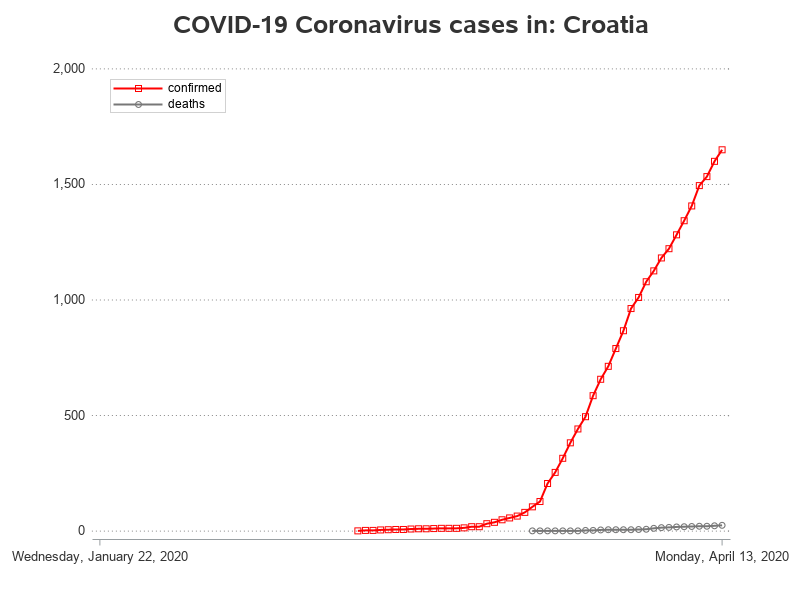 COVID-19 Coronavirus cases in: Croatia
2,000
confirmed
deaths
1,500
1,000
500
0
Wednesday, January 22, 2020
Monday, April 13, 2020